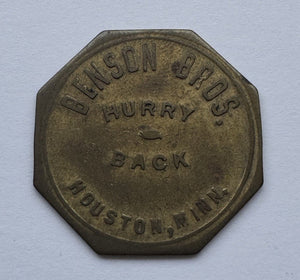 BENSON BROS.
HURRY
BACK
HOUSTON, MINN.